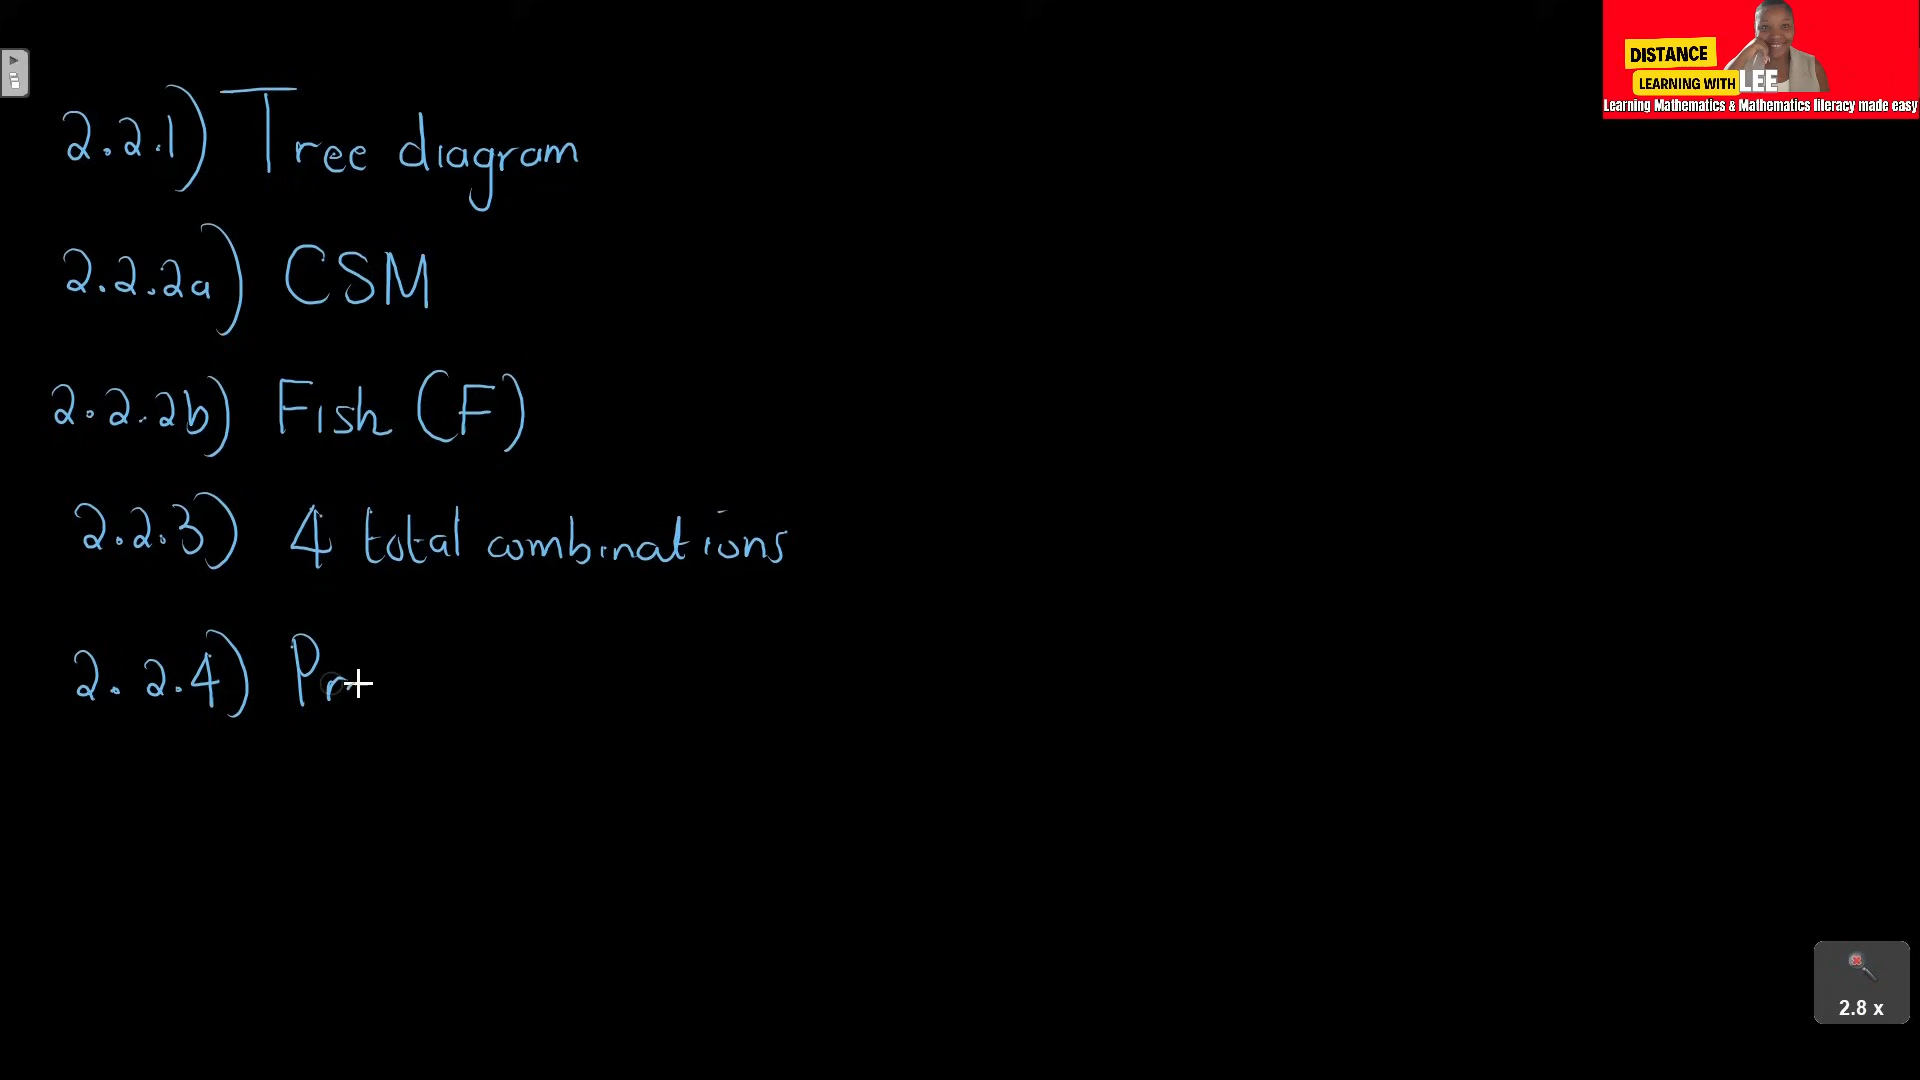 DISTANCE
LEARNING WITH LEE
Learning Mathematics & Mathematics literacy made easy
2.2.1) Tree diagram
2.2.2a) CSM
2.2.2b) Fish (F)
2.2.3) 4 total combinations
2.2.4) Pr
2.8 x